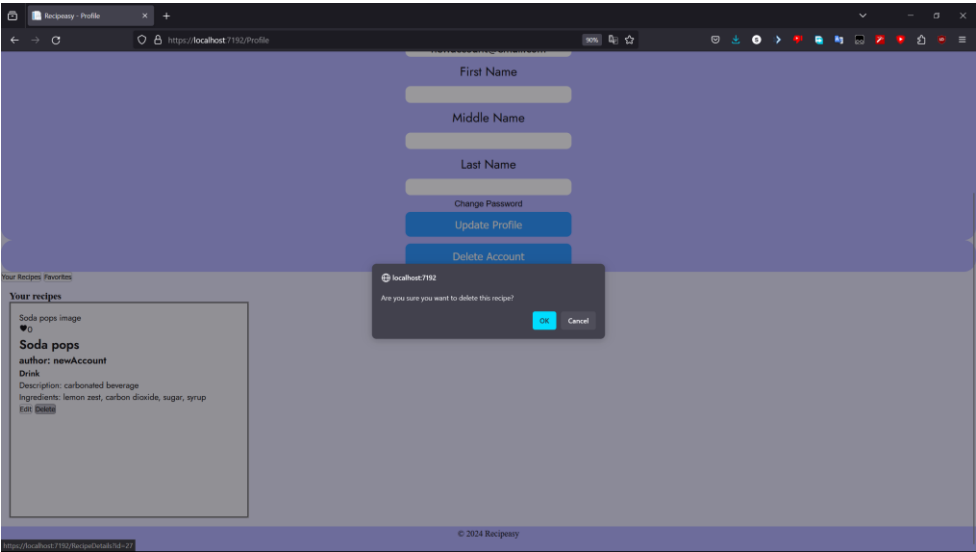 Recipeasy - Profile
https://localhost:7192/Profile
90%
newaccount@gmail.com
First Name
Middle Name
Last Name
Change Password
Update Profile
Delete Account
Your Recipes Favorites
localhost:7192
Are you sure you want to delete this recipe?
OK Cancel
Your recipes
Soda pops image
0
Soda pops
author: newAccount
Drink
Description: carbonated beverage
Ingredients: lemon zest, carbon dioxide, sugar, syrup
Edit Delete
© 2024 Recipeasy
https://localhost:7192/RecipeDetails?id=27